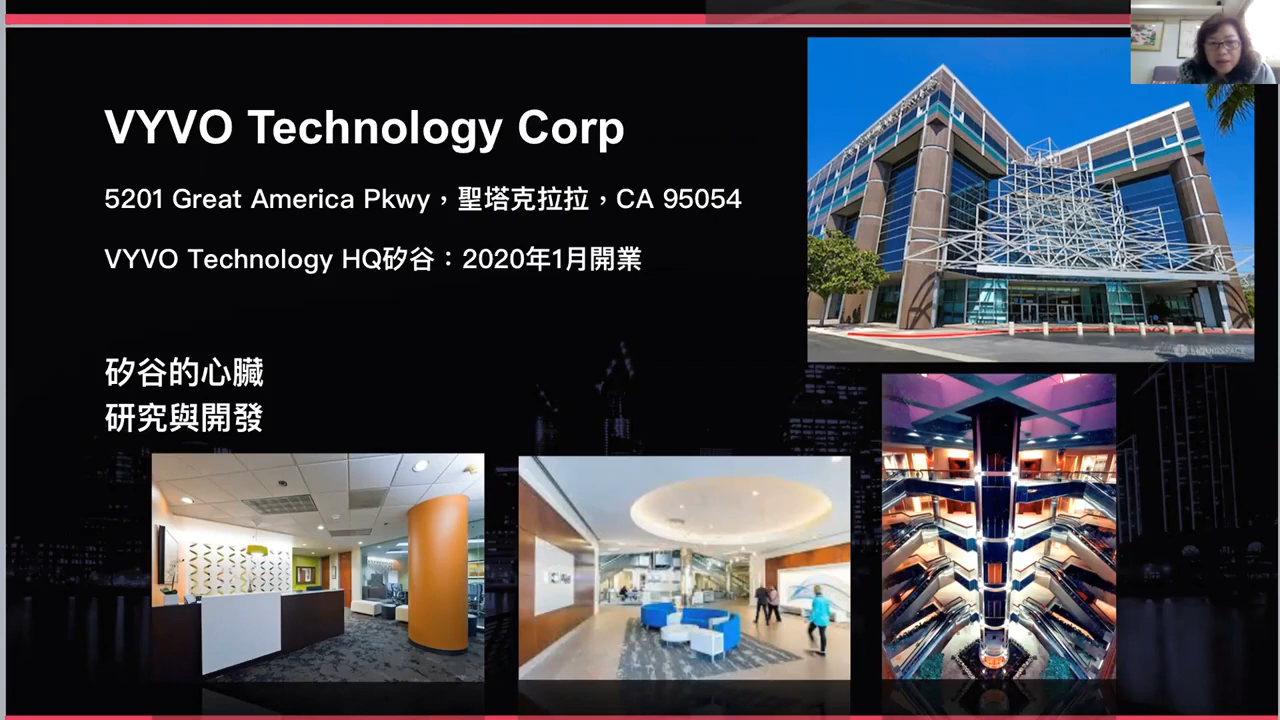 VYVO Technology Corp
5201 Great America Pkwy，聖塔克拉拉，CA 95054
VYVO Technology HQ矽谷：2020年1月開業
矽谷的心臟
研究與開發